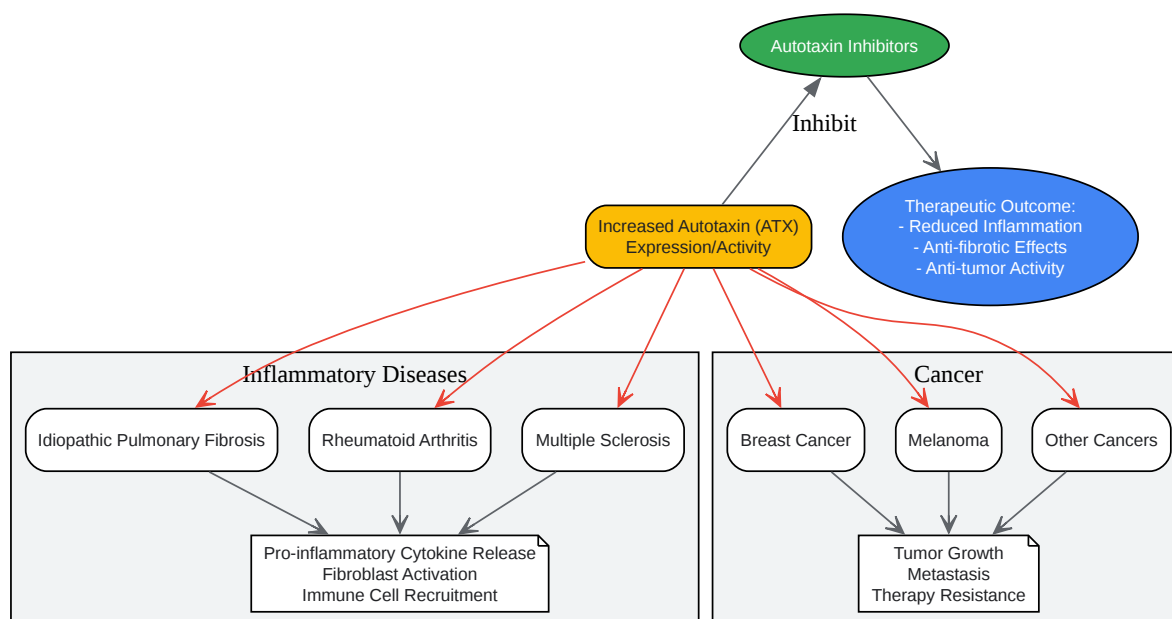 Autotaxin Inhibitors
Inhibit
Therapeutic Outcome:
- Reduced Inflammation
- Anti-fibrotic Effects
- Anti-tumor Activity
Increased Autotaxin (ATX)
Expression/Activity
Inflammatory Diseases
Idiopathic Pulmonary Fibrosis
Rheumatoid Arthritis
Multiple Sclerosis
Pro-inflammatory Cytokine Release
Fibroblast Activation
Immune Cell Recruitment
Cancer
Breast Cancer
Melanoma
Other Cancers
Tumor Growth
Metastasis
Therapy Resistance